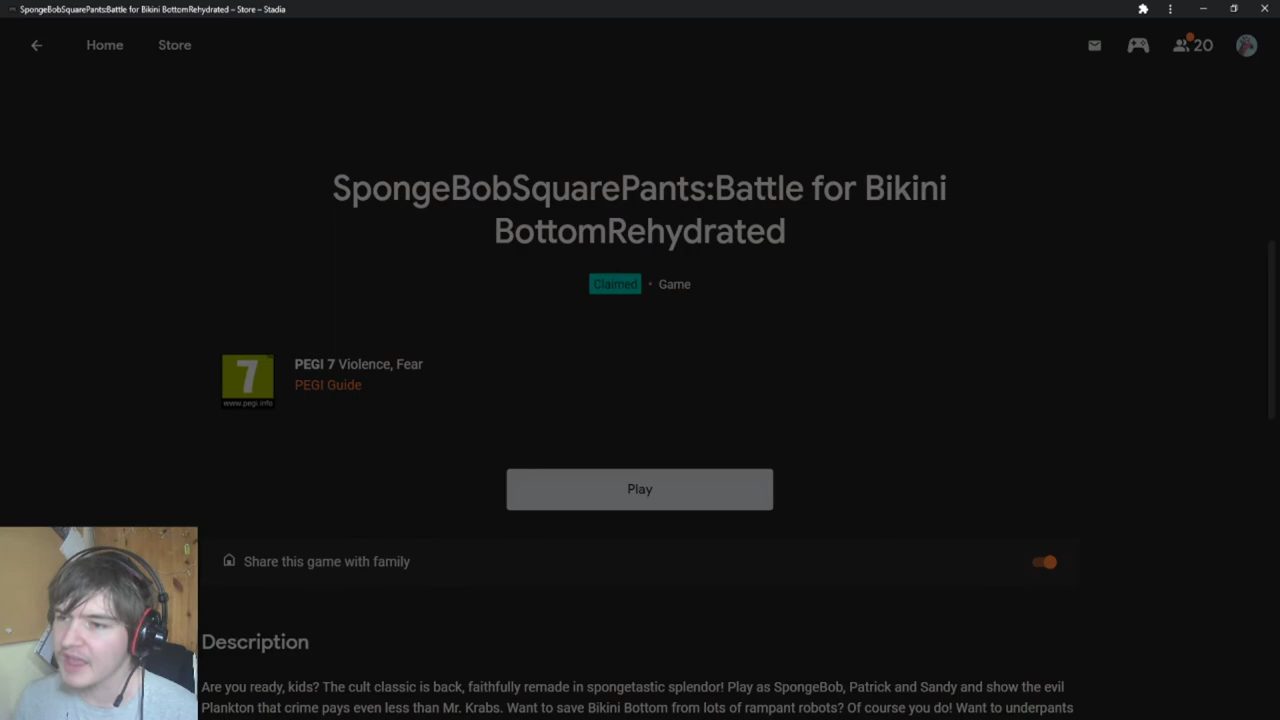 SpongeBobSquarePants:Battle for Bikini BottomRehydrated – Store – Stadia
Home
Store
20
SpongeBobSquarePants:Battle for Bikini
BottomRehydrated
Claimed • Game
7
www.pegi.info
PEGI 7 Violence, Fear
PEGI Guide
Play
Share this game with family
Description
Are you ready, kids? The cult classic is back, faithfully remade in spongetastic splendor! Play as SpongeBob, Patrick and Sandy and show the evil
Plankton that crime pays even less than Mr. Krabs. Want to save Bikini Bottom from lots of rampant robots? Of course you do! Want to underpants